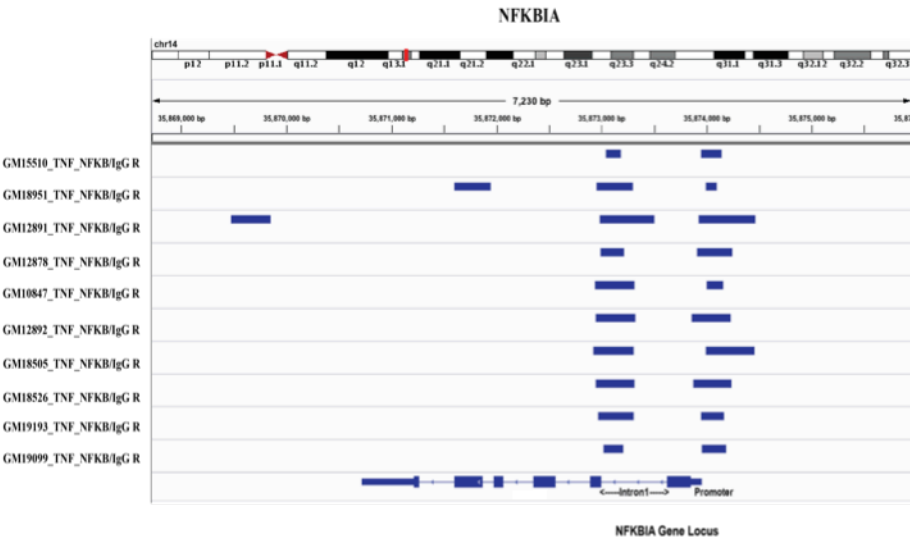 NFKBIA
chr14
p12 p11.2 p11.1 q11.2 q12 q13.1 q21.1 q21.2 q22.1 q23.1 q23.3 q24.2 q31.1 q31.3 q32.12 q32.2 q32.3
7,230 bp
35,869,000 bp 35,870,000 bp 35,871,000 bp 35,872,000 bp 35,873,000 bp 35,874,000 bp 35,875,000 bp 35,87
GM15510_TNF_NFKB/IgG R
GM18951_TNF_NFKB/IgG R
GM12891_TNF_NFKB/IgG R
GM12878_TNF_NFKB/IgG R
GM10847_TNF_NFKB/IgG R
GM12892_TNF_NFKB/IgG R
GM18505_TNF_NFKB/IgG R
GM18526_TNF_NFKB/IgG R
GM19193_TNF_NFKB/IgG R
GM19099_TNF_NFKB/IgG R
<----Intron1---> Promoter
NFKBIA Gene Locus